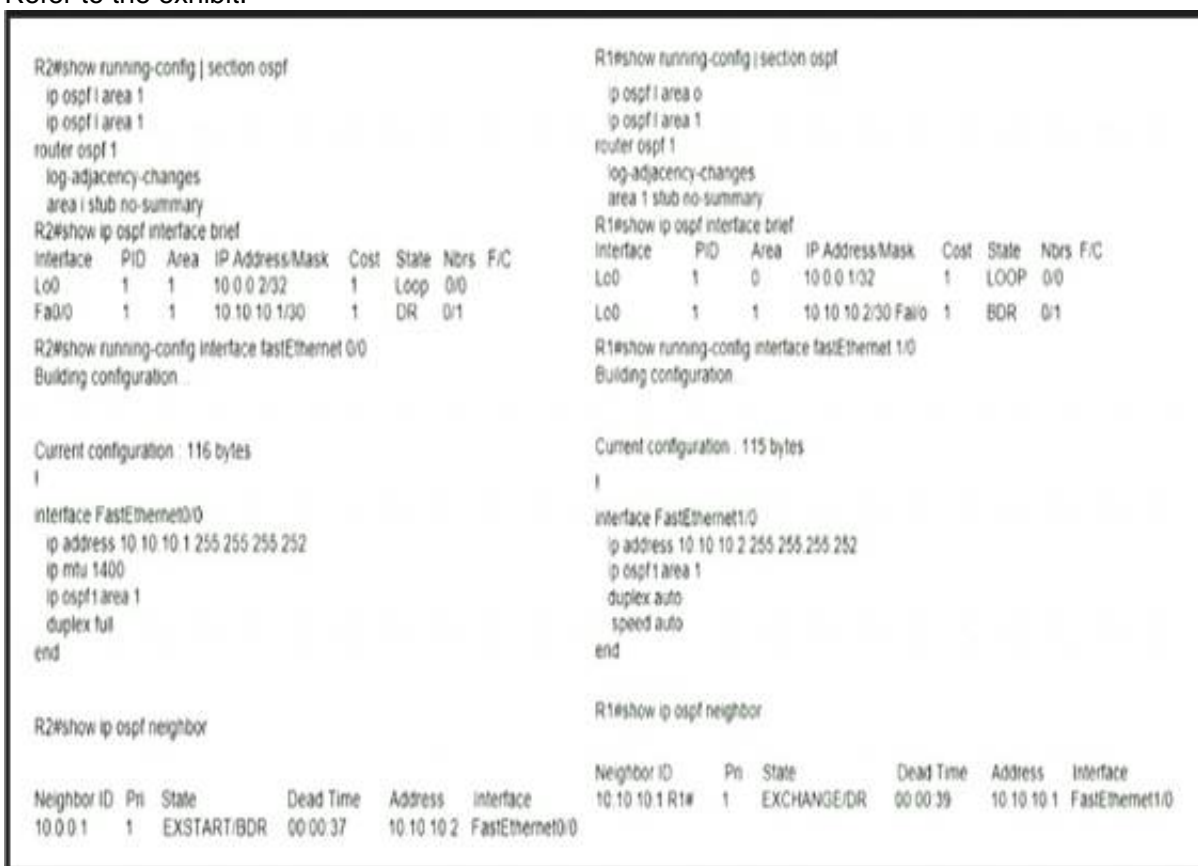 Refer to the exhibit.
R2#show running-config | section ospf
ip ospf l area 1
ip ospf l area 1
router ospf 1
log-adjacency-changes
area i stub no-summary
R2#show ip ospf interface brief
Interface PID Area IP Address/Mask Cost State Nbrs F/C
Lo0 1 1 10 0 0 2/32 1 Loop 0/0
Fa0/0 1 1 10 10 10 1/30 1 DR 0/1
R2#show running-config interface fastEthernet 0/0
Building configuration
Current configuration : 116 bytes
!
interface FastEthernet0/0
ip address 10 10 10 1 255 255 255 252
ip mtu 1400
ip ospf t area 1
duplex full
end
R2#show ip ospf neighbor
Neighbor ID Pri State Dead Time Address Interface
10 0 0 1 1 EXSTART/BDR 00 00 37 10 10 10 2 FastEthernet0/0
R1#show running-config | section ospf
ip ospf l area o
ip ospf l area 1
router ospf 1
log-adjacency-changes
area 1 stub no-summary
R1#show ip ospf interface brief
Interface PID Area IP Address/Mask Cost State Nbrs F/C
Lo0 1 0 10 0 0 1/32 1 LOOP 0/0
Lo0 1 1 10 10 10 2/30 Fai/o 1 BDR 0/1
R1#show running-config interface fastEthernet 1/0
Building configuration
Current configuration : 115 bytes
!
interface FastEthernet1/0
ip address 10 10 10 2 255 255 255 252
ip ospf t area 1
duplex auto
speed auto
end
R1#show ip ospf neighbor
Neighbor ID Pri State Dead Time Address Interface
10 10 10 1 R1# 1 EXCHANGE/DR 00 00 39 10 10 10 1 FastEthernet1/0